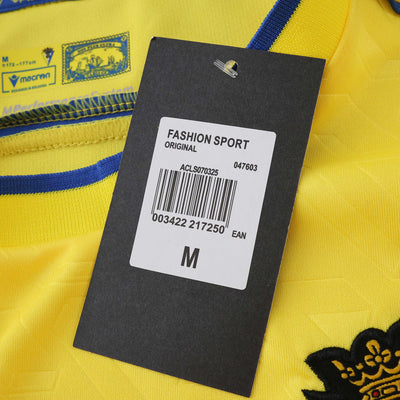 M
macron
FASHION SPORT
ORIGINAL
047603
ACLS070325
003422 217250
EAN
M